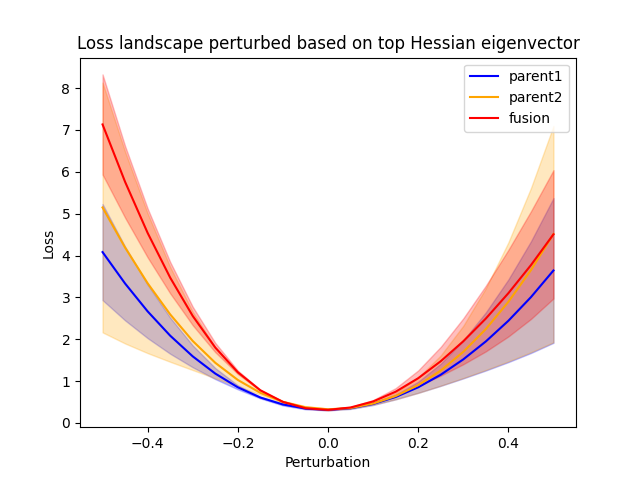 Loss landscape perturbed based on top Hessian eigenvector
parent1
parent2
fusion
8
7
6
5
4
3
2
1
0
Loss
−0.4
−0.2
0.0
0.2
0.4
Perturbation